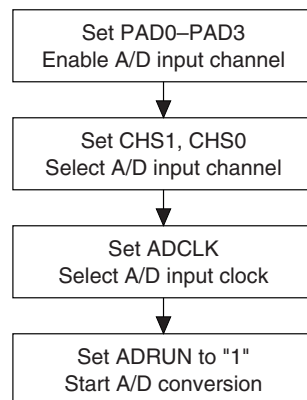 Set PAD0–PAD3
Enable A/D input channel
Set CHS1, CHS0
Select A/D input channel
Set ADCLK
Select A/D input clock
Set ADRUN to "1"
Start A/D conversion